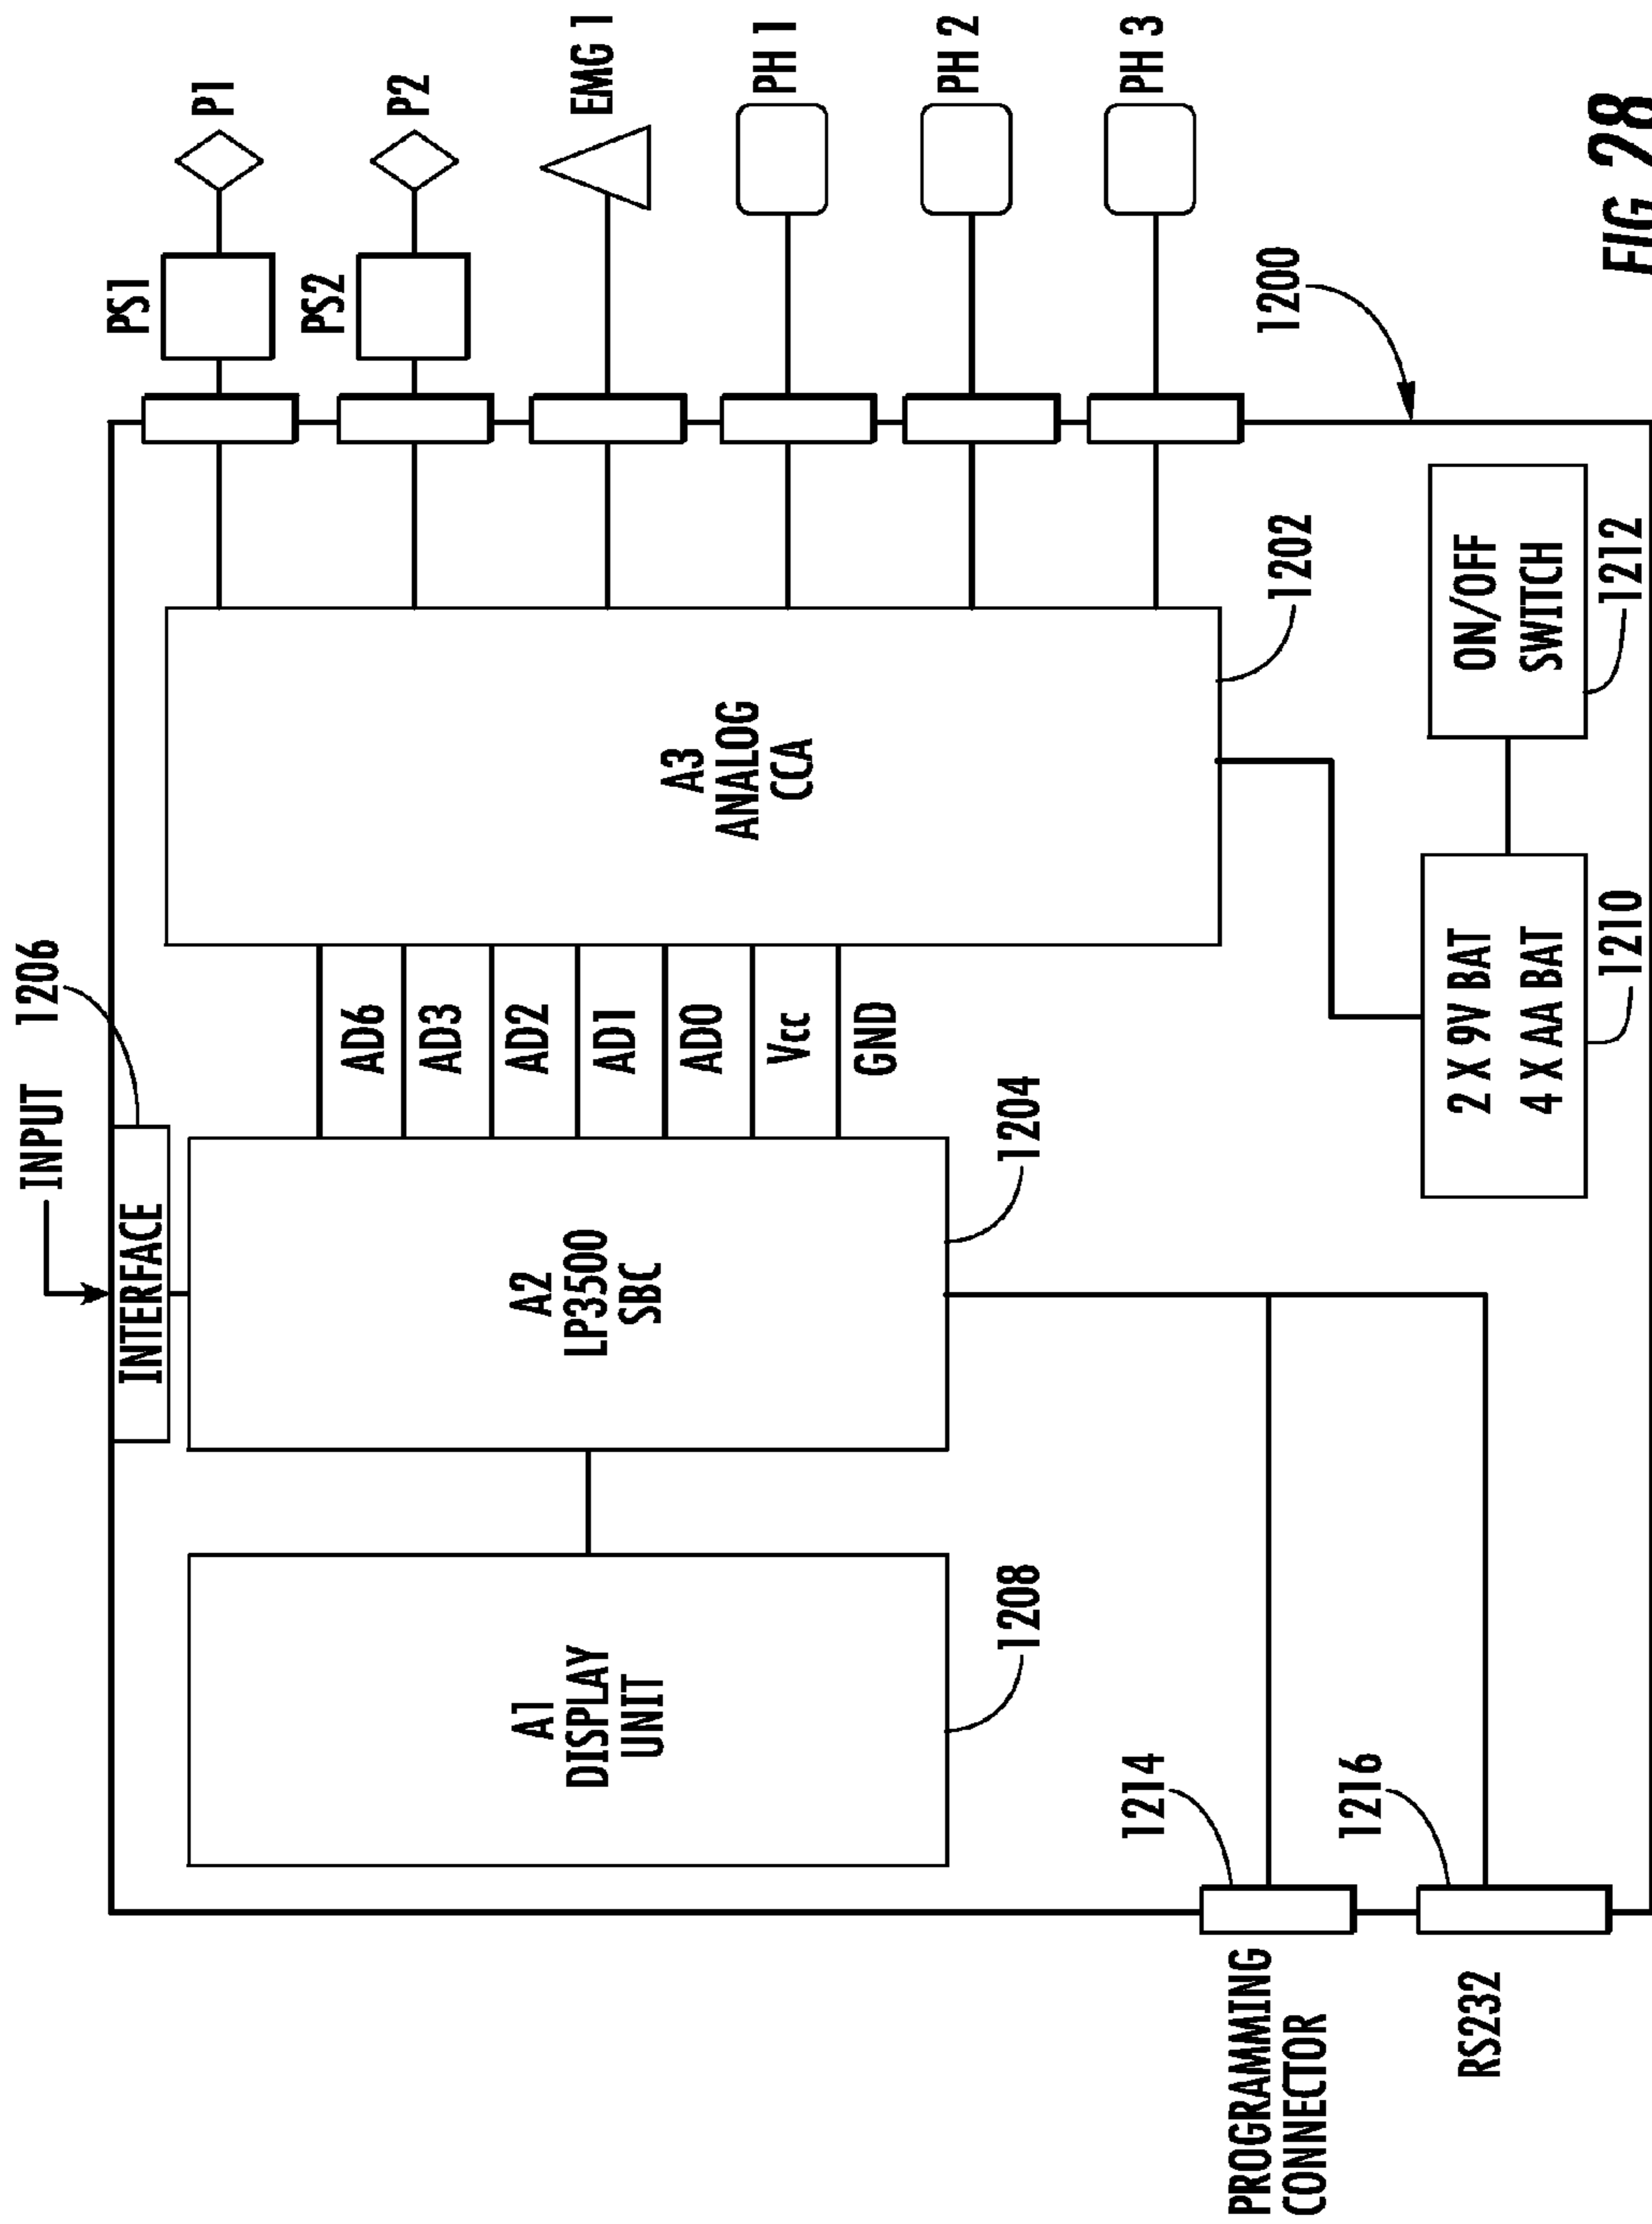 INPUT
1206
INTERFACE
PS1
P1
PS2
P2
EMG 1
PH 1
PH 2
PH 3
A1
DISPLAY
UNIT
1208
A2
LP3500
SBC
1204
AD6
AD3
AD2
AD1
AD0
Vcc
GND
A3
ANALOG
CCA
1202
1200
1214
PROGRAMMING
CONNECTOR
1216
RS232
2 X 9V BAT
4 X AA BAT
1210
ON/OFF
SWITCH
1212
FIG 28